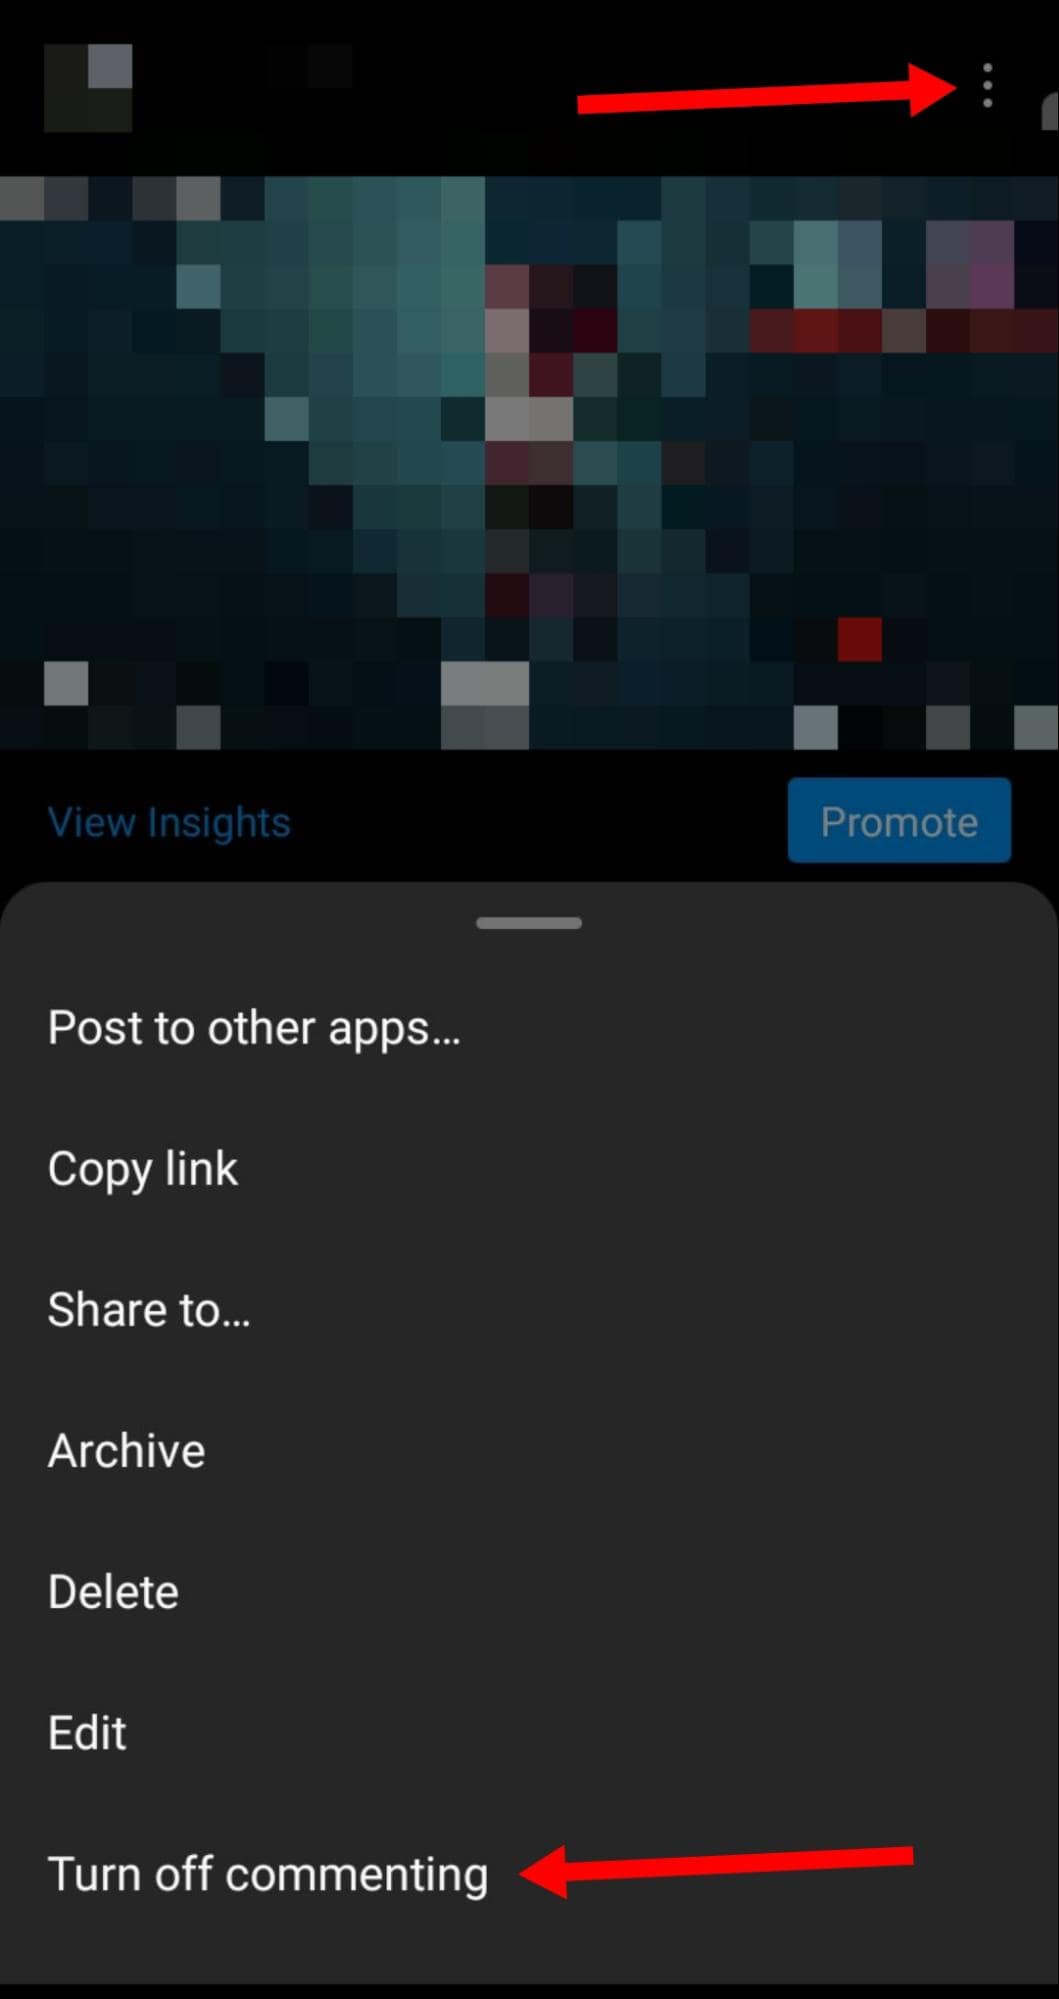 View Insights
Promote
Post to other apps...
Copy link
Share to...
Archive
Delete
Edit
Turn off commenting